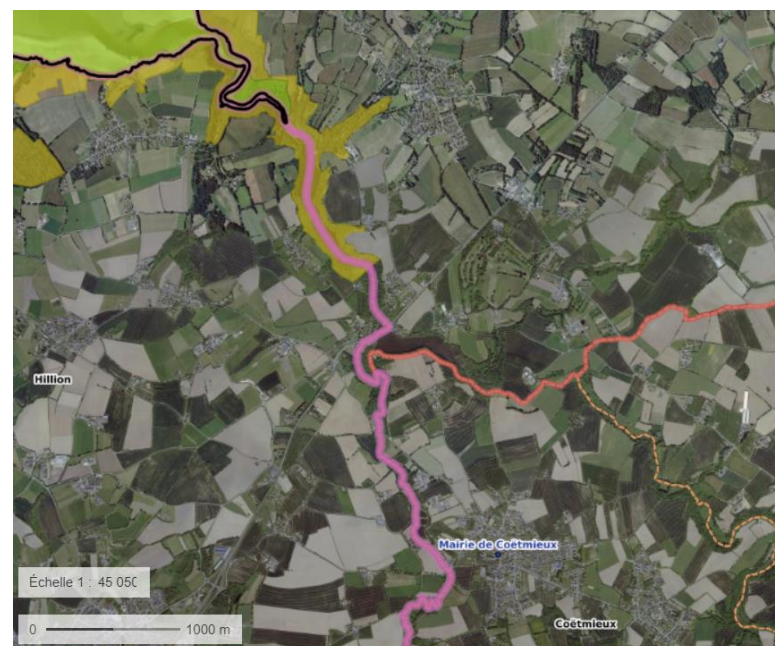 Hillion
Mairie de Coëtmieux
Échelle 1 : 45 050
0 1000 m
Coëtmieux